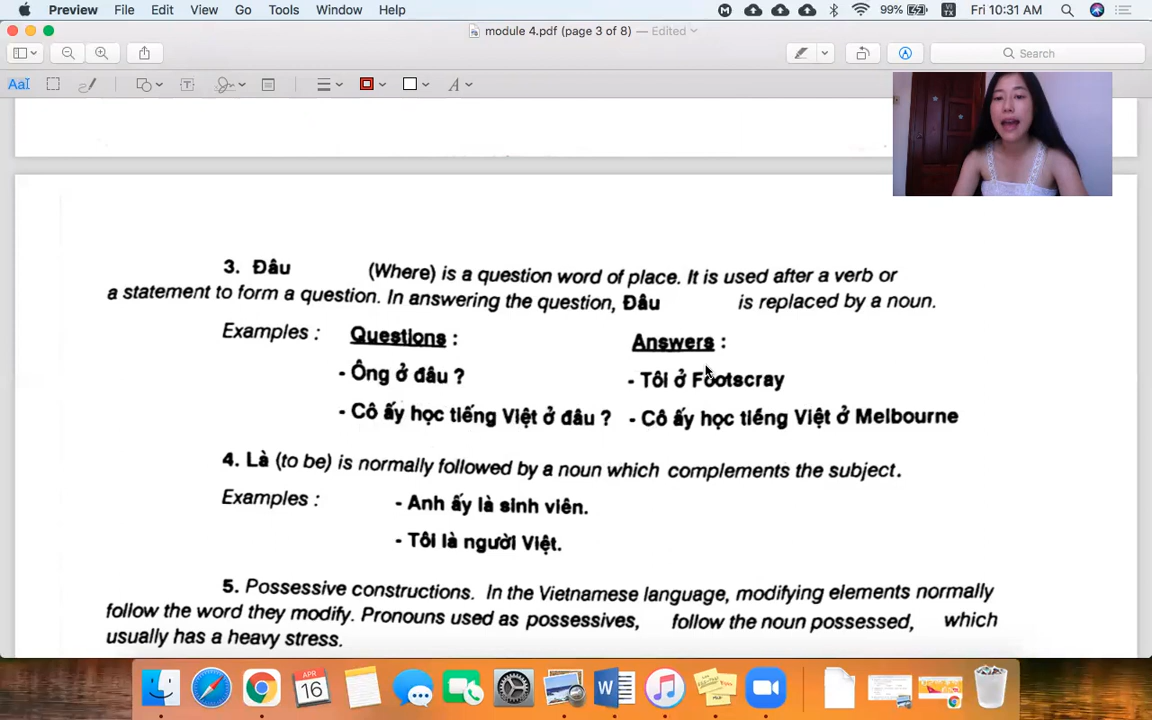 Preview File Edit View Go Tools Window Help 99% VI TX Fri 10:31 AM
module 4.pdf (page 3 of 8) — Edited
Search
AaI T A
3. Đâu (Where) is a question word of place. It is used after a verb or
a statement to form a question. In answering the question, Đâu is replaced by a noun.
Examples : Questions : Answers :
- Ông ở đâu ? - Tôi ở Footscray
- Cô ấy học tiếng Việt ở đâu ? - Cô ấy học tiếng Việt ở Melbourne
4. Là (to be) is normally followed by a noun which complements the subject.
Examples : - Anh ấy là sinh viên.
- Tôi là người Việt.
5. Possessive constructions. In the Vietnamese language, modifying elements normally
follow the word they modify. Pronouns used as possessives, follow the noun possessed, which
usually has a heavy stress.
APR
16
W